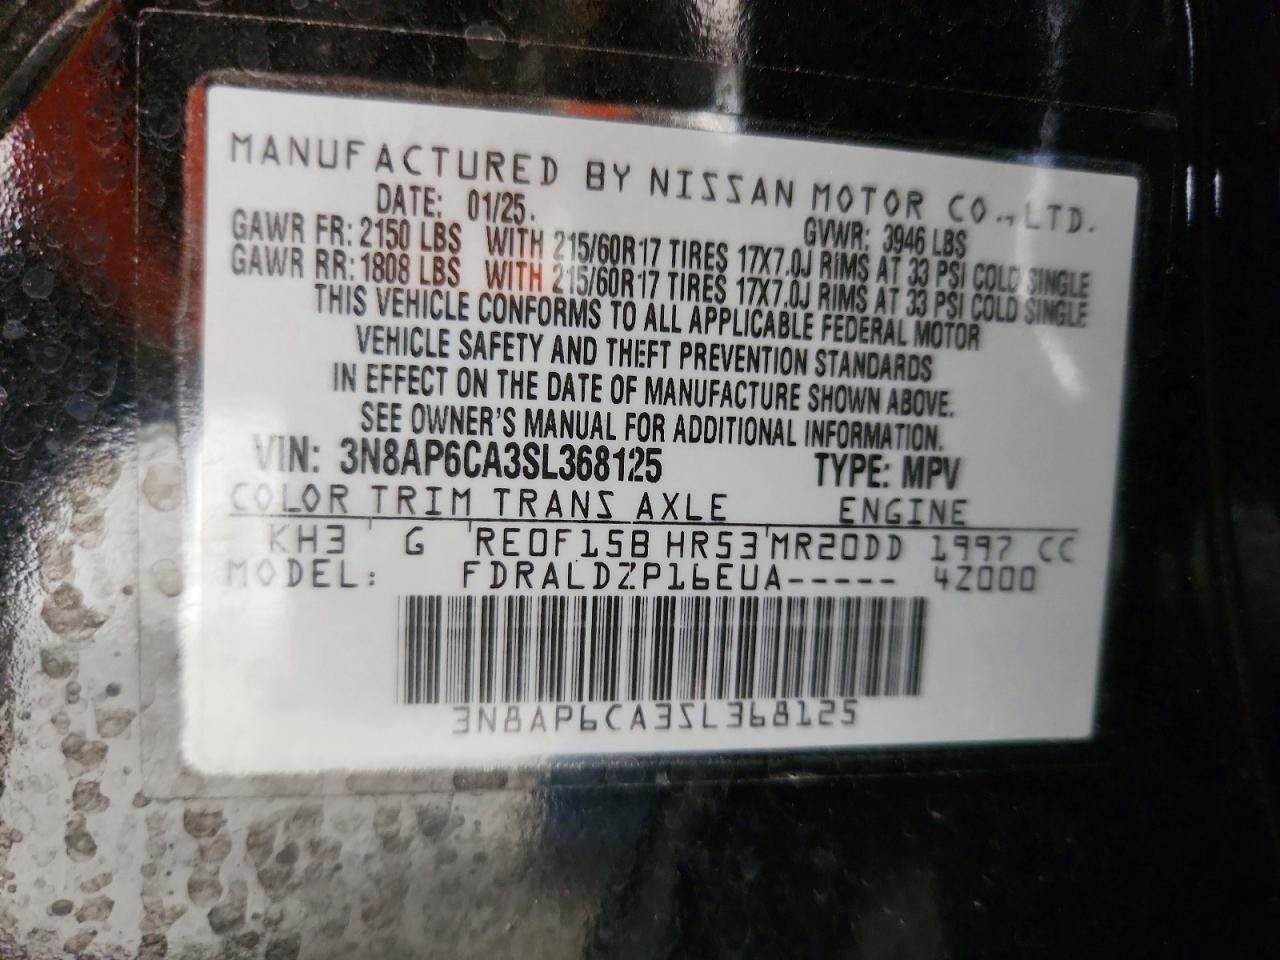 MANUFACTURED BY NISSAN MOTOR CO.,LTD.
DATE: 01/25. GVWR: 3946 LBS
GAWR FR: 2150 LBS WITH 215/60R17 TIRES 17X7.0J RIMS AT 33 PSI COLD SINGLE
GAWR RR: 1808 LBS WITH 215/60R17 TIRES 17X7.0J RIMS AT 33 PSI COLD SINGLE
THIS VEHICLE CONFORMS TO ALL APPLICABLE FEDERAL MOTOR
VEHICLE SAFETY AND THEFT PREVENTION STANDARDS
IN EFFECT ON THE DATE OF MANUFACTURE SHOWN ABOVE.
SEE OWNER'S MANUAL FOR ADDITIONAL INFORMATION.
VIN: 3N8AP6CA3SL368125 TYPE: MPV
COLOR TRIM TRANS AXLE ENGINE
KH3 G RE0F15B HR53 MR20DD 1997 CC
MODEL: FDRALDZP16EUA----- 4Z000
3N8AP6CA3SL368125